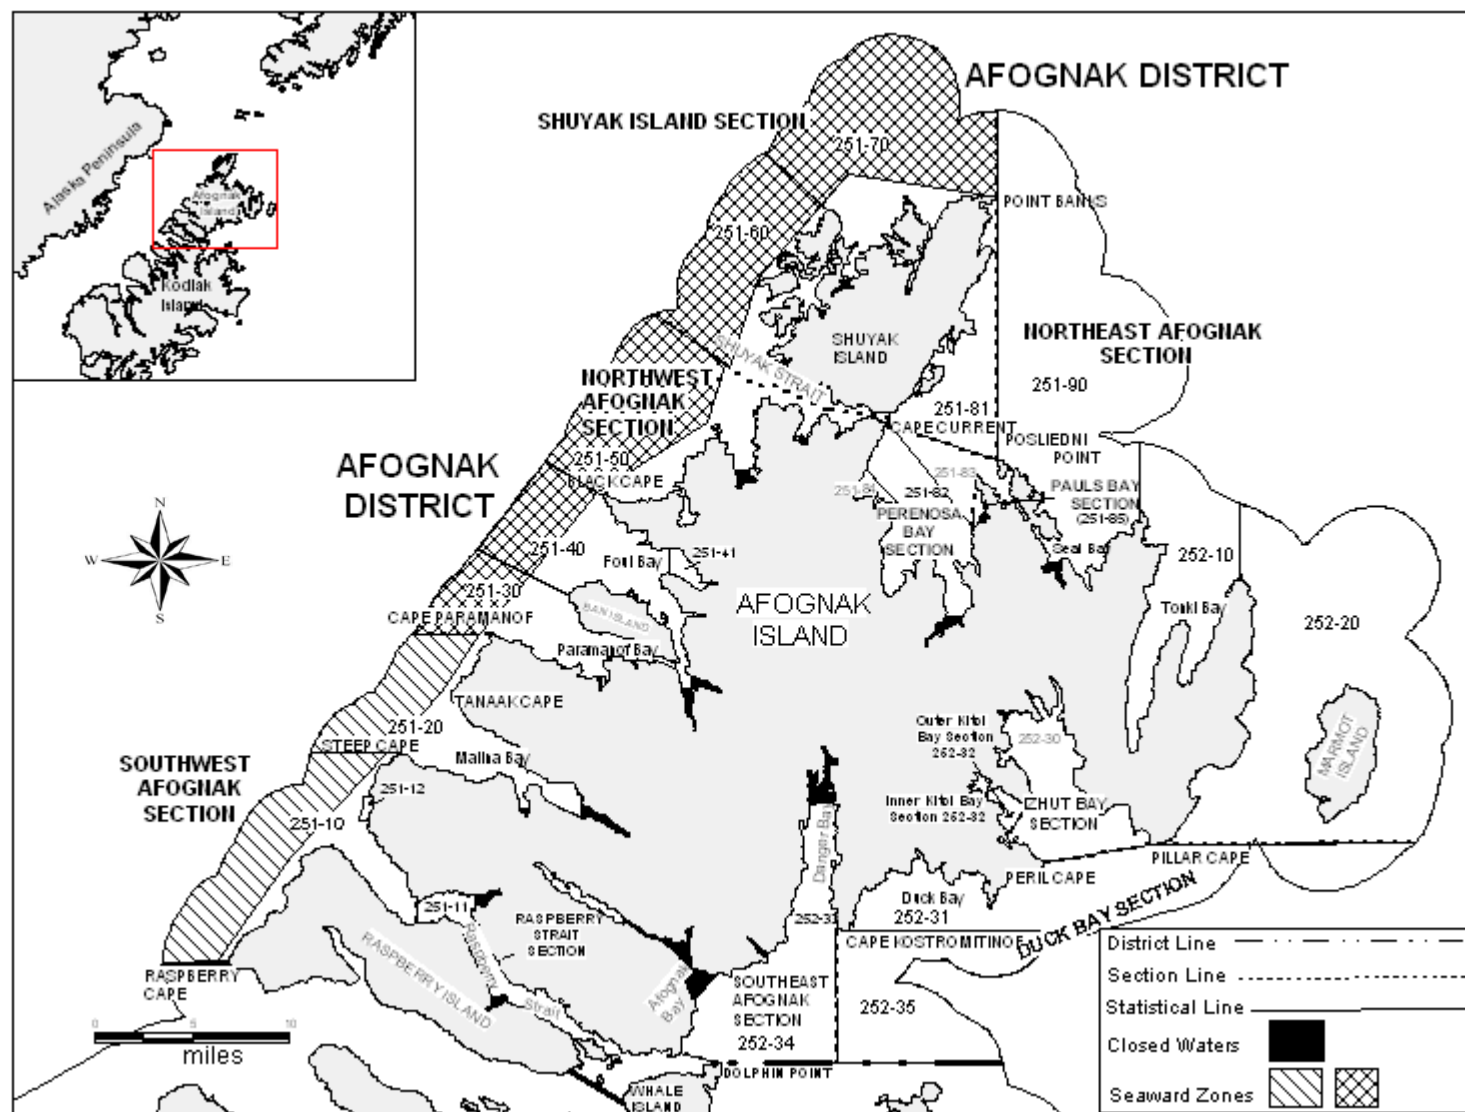 AFOGNAK DISTRICT
SHUYAK ISLAND SECTION
251-70
Alaska Peninsula
Afognak
Island
POINT BANKS
251-60
Kodiak
Island
SHUYAK
ISLAND
NORTHEAST AFOGNAK
SECTION
SHUYAK STRAIT
NORTHWEST
AFOGNAK
SECTION
251-90
251-81
CAPE CURRENT
POSLIEDNI
POINT
251-50
BLACK CAPE
AFOGNAK
DISTRICT
251-83
251-84
251-82
PAULS BAY
SECTION
(251-85)
PERENOSA
BAY
SECTION
N
W
E
S
251-40
Foul Bay
251-41
Seal Bay
252-10
251-30
CAPE PARAMANOF
BAN ISLAND
AFOGNAK
ISLAND
Tonki Bay
252-20
Paramanof Bay
TANAAK CAPE
251-20
STEEP CAPE
Malina Bay
Outer Kitoi
Bay Section
252-32
252-30
MARMOT
ISLAND
SOUTHWEST
AFOGNAK
SECTION
251-12
251-10
Inner Kitoi Bay
Section 252-32
IZHUT BAY
SECTION
Danger Bay
PILLAR CAPE
PERIL CAPE
Duck Bay
252-31
DUCK BAY SECTION
251-11
RASPBERRY
STRAIT
SECTION
252-33
CAPE KOSTROMITINOF
Raspberry
Strait
RASPBERRY ISLAND
RASPBERRY
CAPE
Afognak
Bay
SOUTHEAST
AFOGNAK
SECTION
252-34
252-35
0 5 10
miles
DOLPHIN POINT
WHALE
ISLAND
District Line
Section Line
Statistical Line
Closed Waters
Seaward Zones